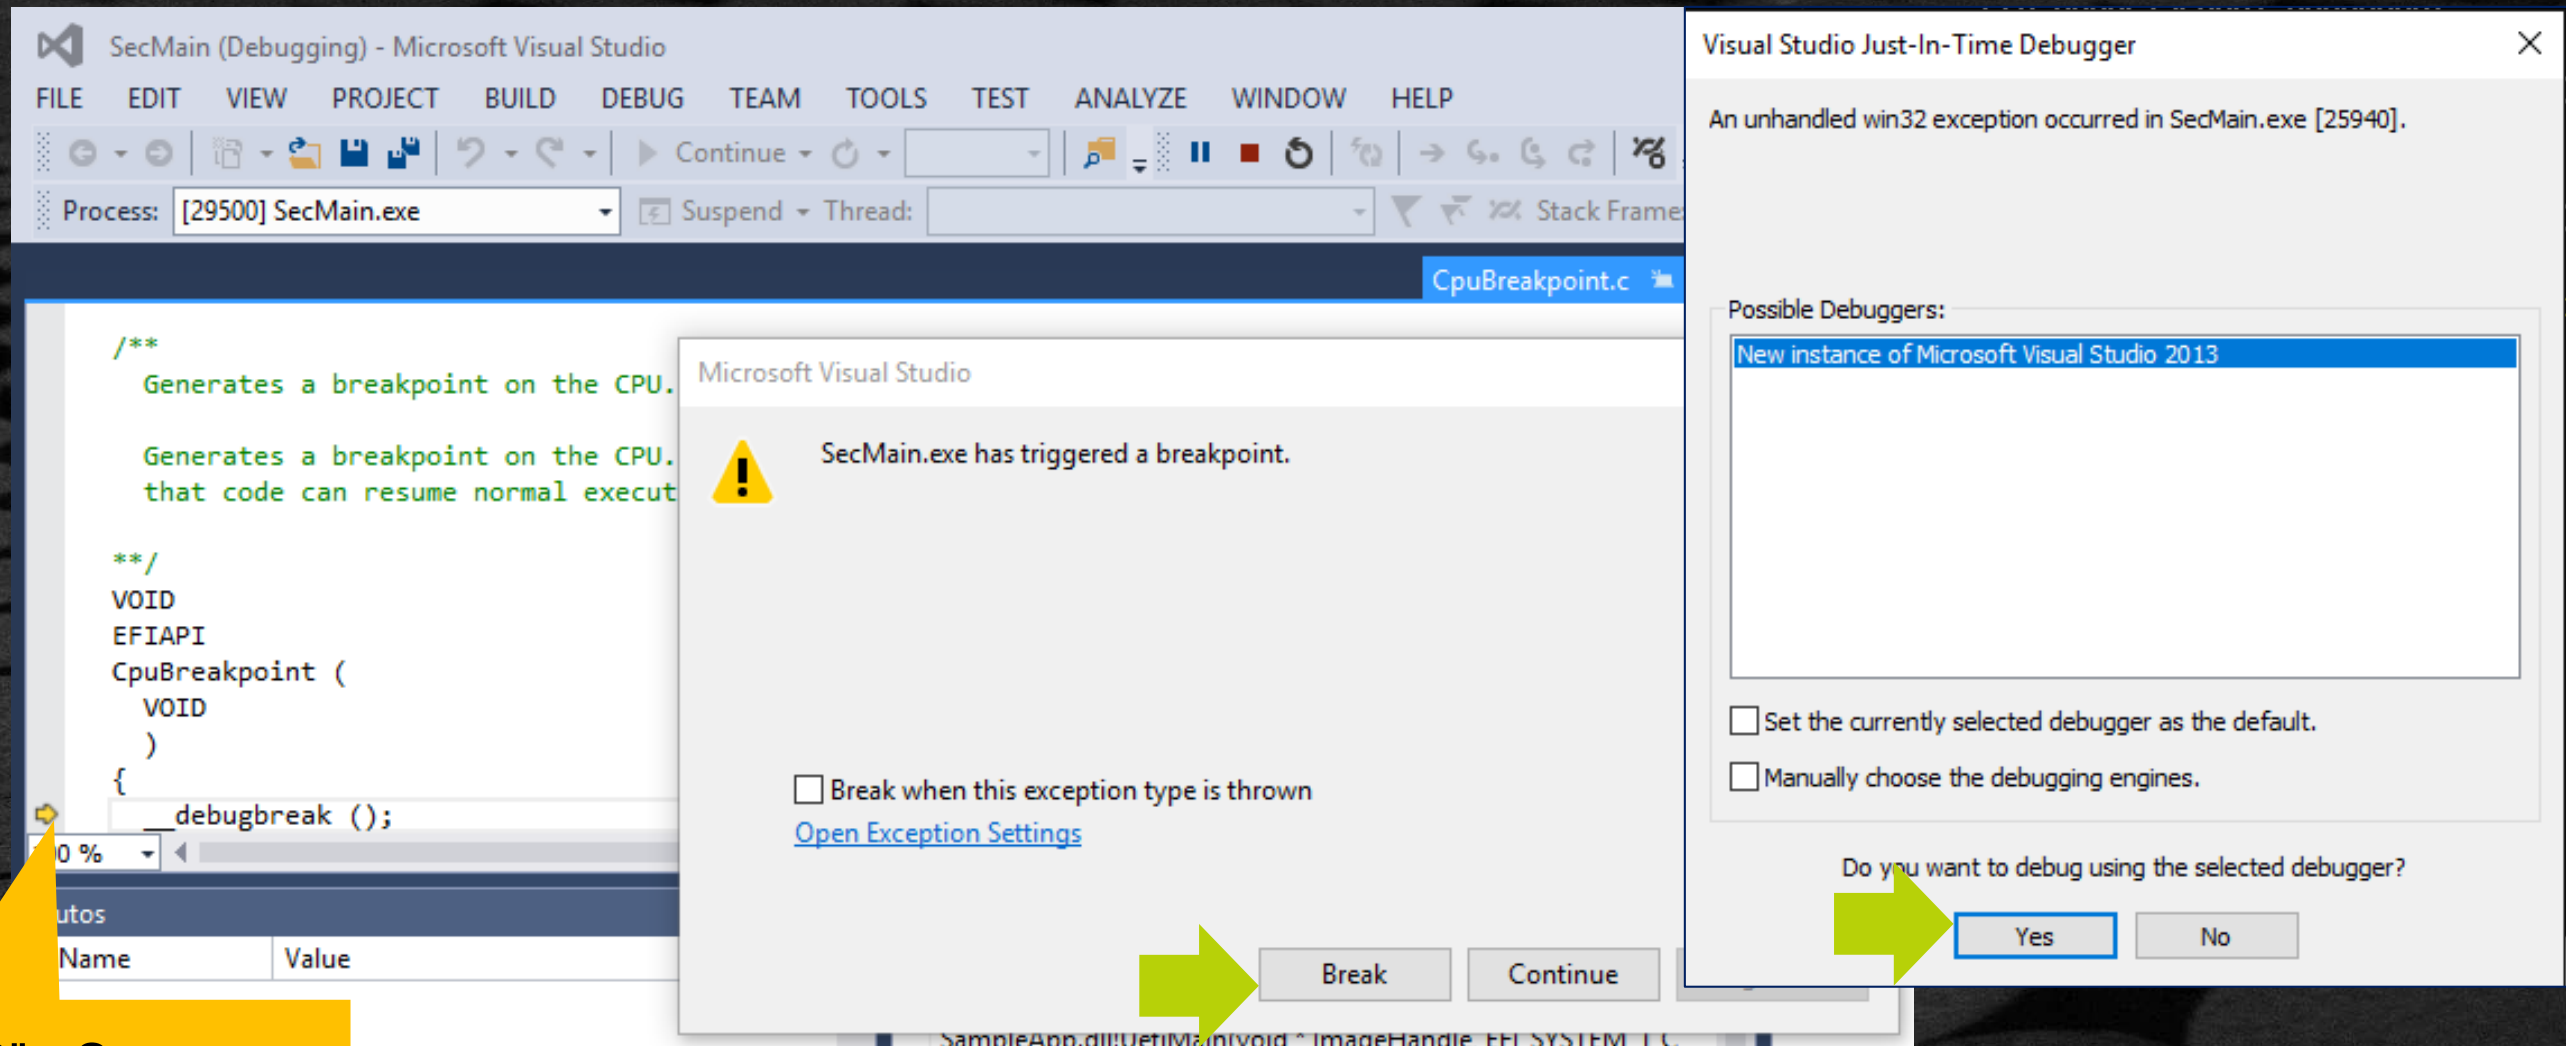 SecMain (Debugging) - Microsoft Visual Studio
FILE EDIT VIEW PROJECT BUILD DEBUG TEAM TOOLS TEST ANALYZE WINDOW HELP
Continue
Process: [29500] SecMain.exe Suspend Thread: Stack Frame
CpuBreakpoint.c
/**
Generates a breakpoint on the CPU.
Generates a breakpoint on the CPU.
that code can resume normal execut
**/
VOID
EFIAPI
CpuBreakpoint (
VOID
)
{
__debugbreak ();
%
utos
Name Value
Microsoft Visual Studio
SecMain.exe has triggered a breakpoint.
Break when this exception type is thrown
Open Exception Settings
Break Continue
SampleApp.dll!UefiMain(void * ImageHandle, EFI_SYSTEM_T C
Visual Studio Just-In-Time Debugger
An unhandled win32 exception occurred in SecMain.exe [25940].
Possible Debuggers:
New instance of Microsoft Visual Studio 2013
Set the currently selected debugger as the default.
Manually choose the debugging engines.
Do you want to debug using the selected debugger?
Yes No